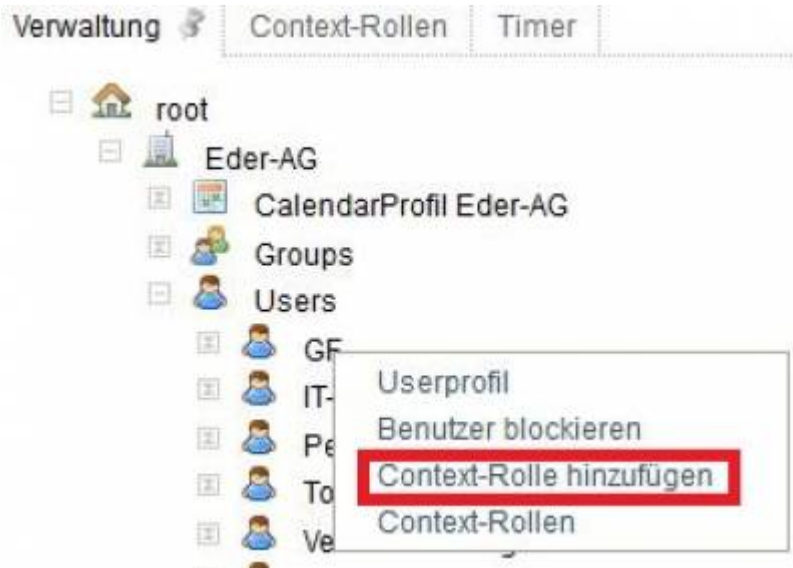 Verwaltung Context-Rollen Timer
root
Eder-AG
CalendarProfil Eder-AG
Groups
Users
GF
IT-
Userprofil
Benutzer blockieren
Context-Rolle hinzufügen
Context-Rollen